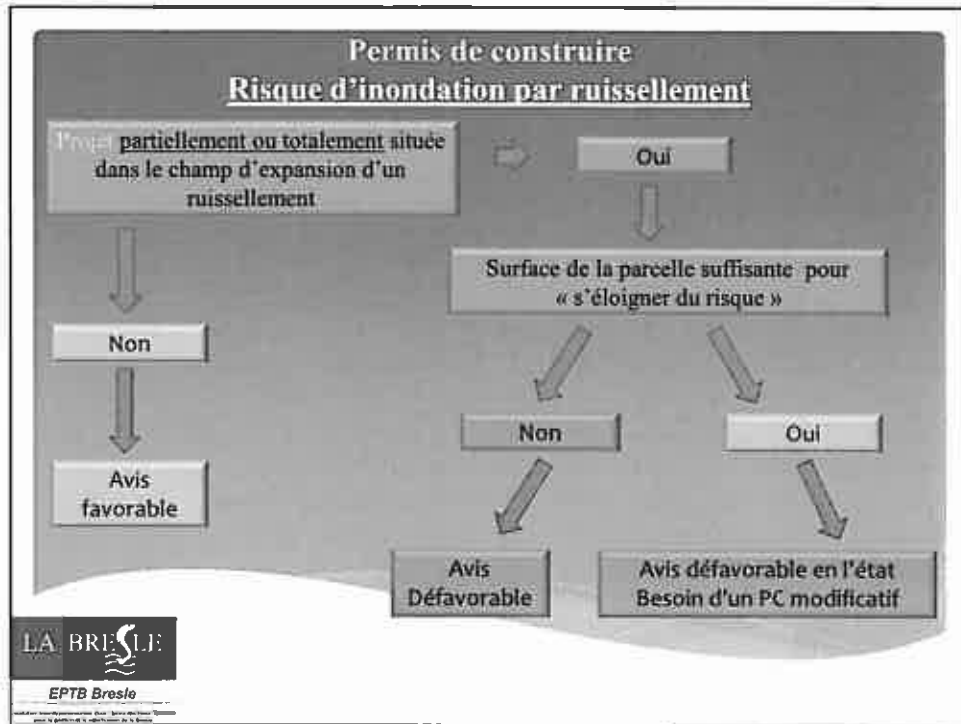 Permis de construire
Risque d'inondation par ruissellement
Projet partiellement ou totalement située
dans le champ d'expansion d'un
ruissellement
Oui
Surface de la parcelle suffisante pour
« s'éloigner du risque »
Non
Non
Oui
Avis
favorable
Avis
Défavorable
Avis défavorable en l'état
Besoin d'un PC modificatif
LA BRESLE
EPTB Bresle